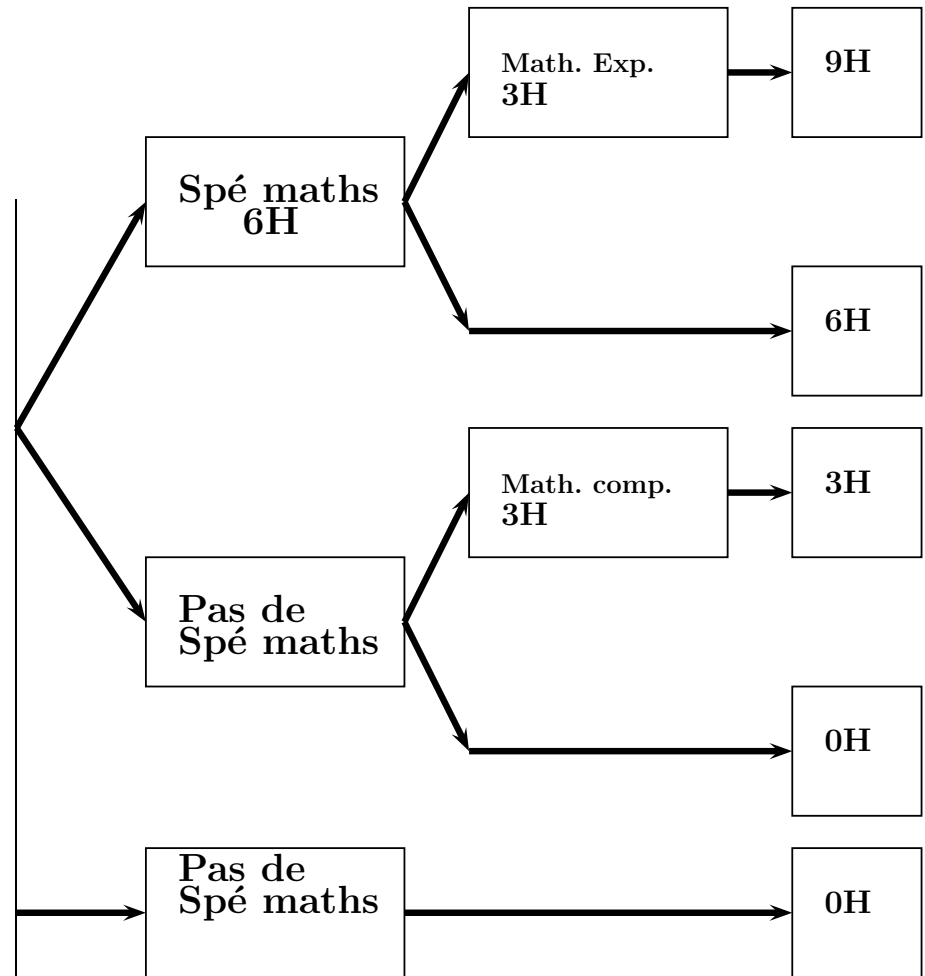 Math. Exp.
3H
9H
Spé maths
6H
6H
Math. comp.
3H
3H
Pas de
Spé maths
0H
Pas de
Spé maths
0H